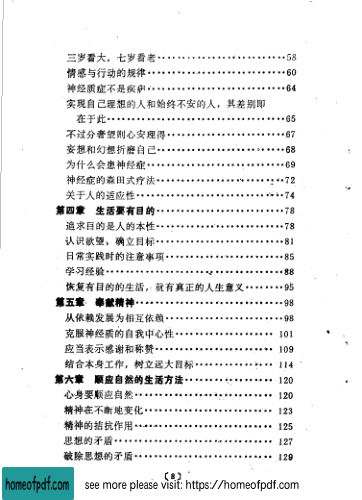 三岁看大，七岁看老······58
情感与行动的规律······60
神经质症不是疾病······64
实现自己理想的人和始终不安的人，其差别即
在于此······65
不过分奢望则心安理得······67
妄想和幻想折磨自己······68
为什么会患神经症······69
神经症的森田式疗法······72
关于人的适应性······74
第四章 生活要有目的······78
追求目的是人的本性······78
认识欲望，确立目标······81
日常实践时的注意事项······85
学习经验······88
恢复有目的的生活，就有真正的人生意义······95
第五章 奉献精神······98
从依赖发展为相互依赖······98
克服神经质的自我中心性······101
应当表示感谢和称赞······109
结合本身工作，树立远大目标······114
第六章 顺应自然的生活方法······120
心身要顺应自然······120
精神在不断地变化······123
精神的拮抗作用······125
思想的矛盾······127
破除思想的矛盾······129
〔8〕
homeofpdf.com
see more please visit: https://homeofpdf.com